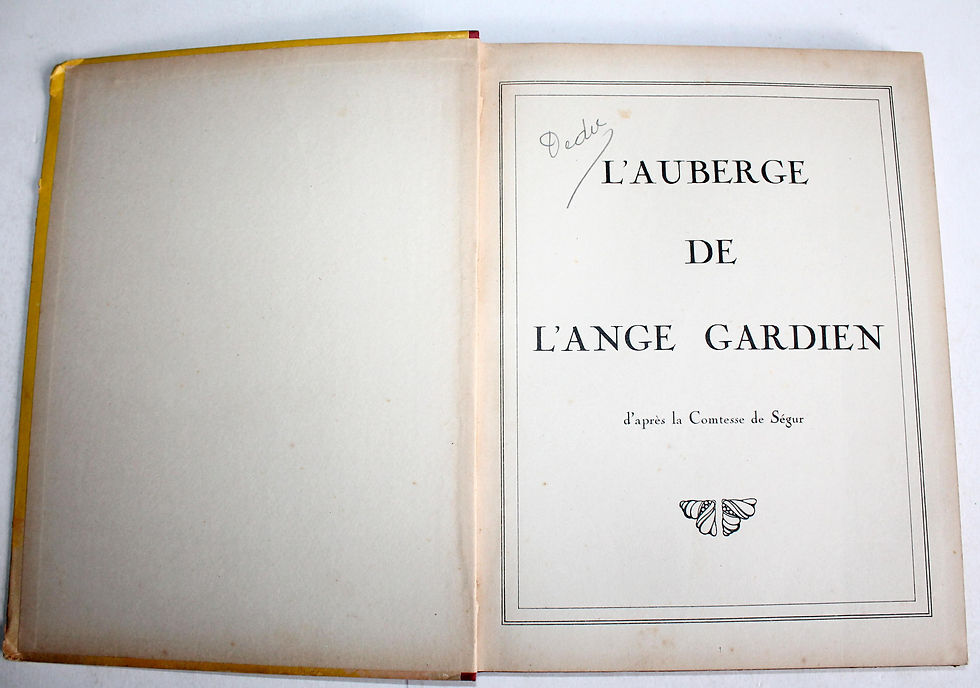 L'AUBERGE
DE
L'ANGE GARDIEN
d'après la Comtesse de Ségur